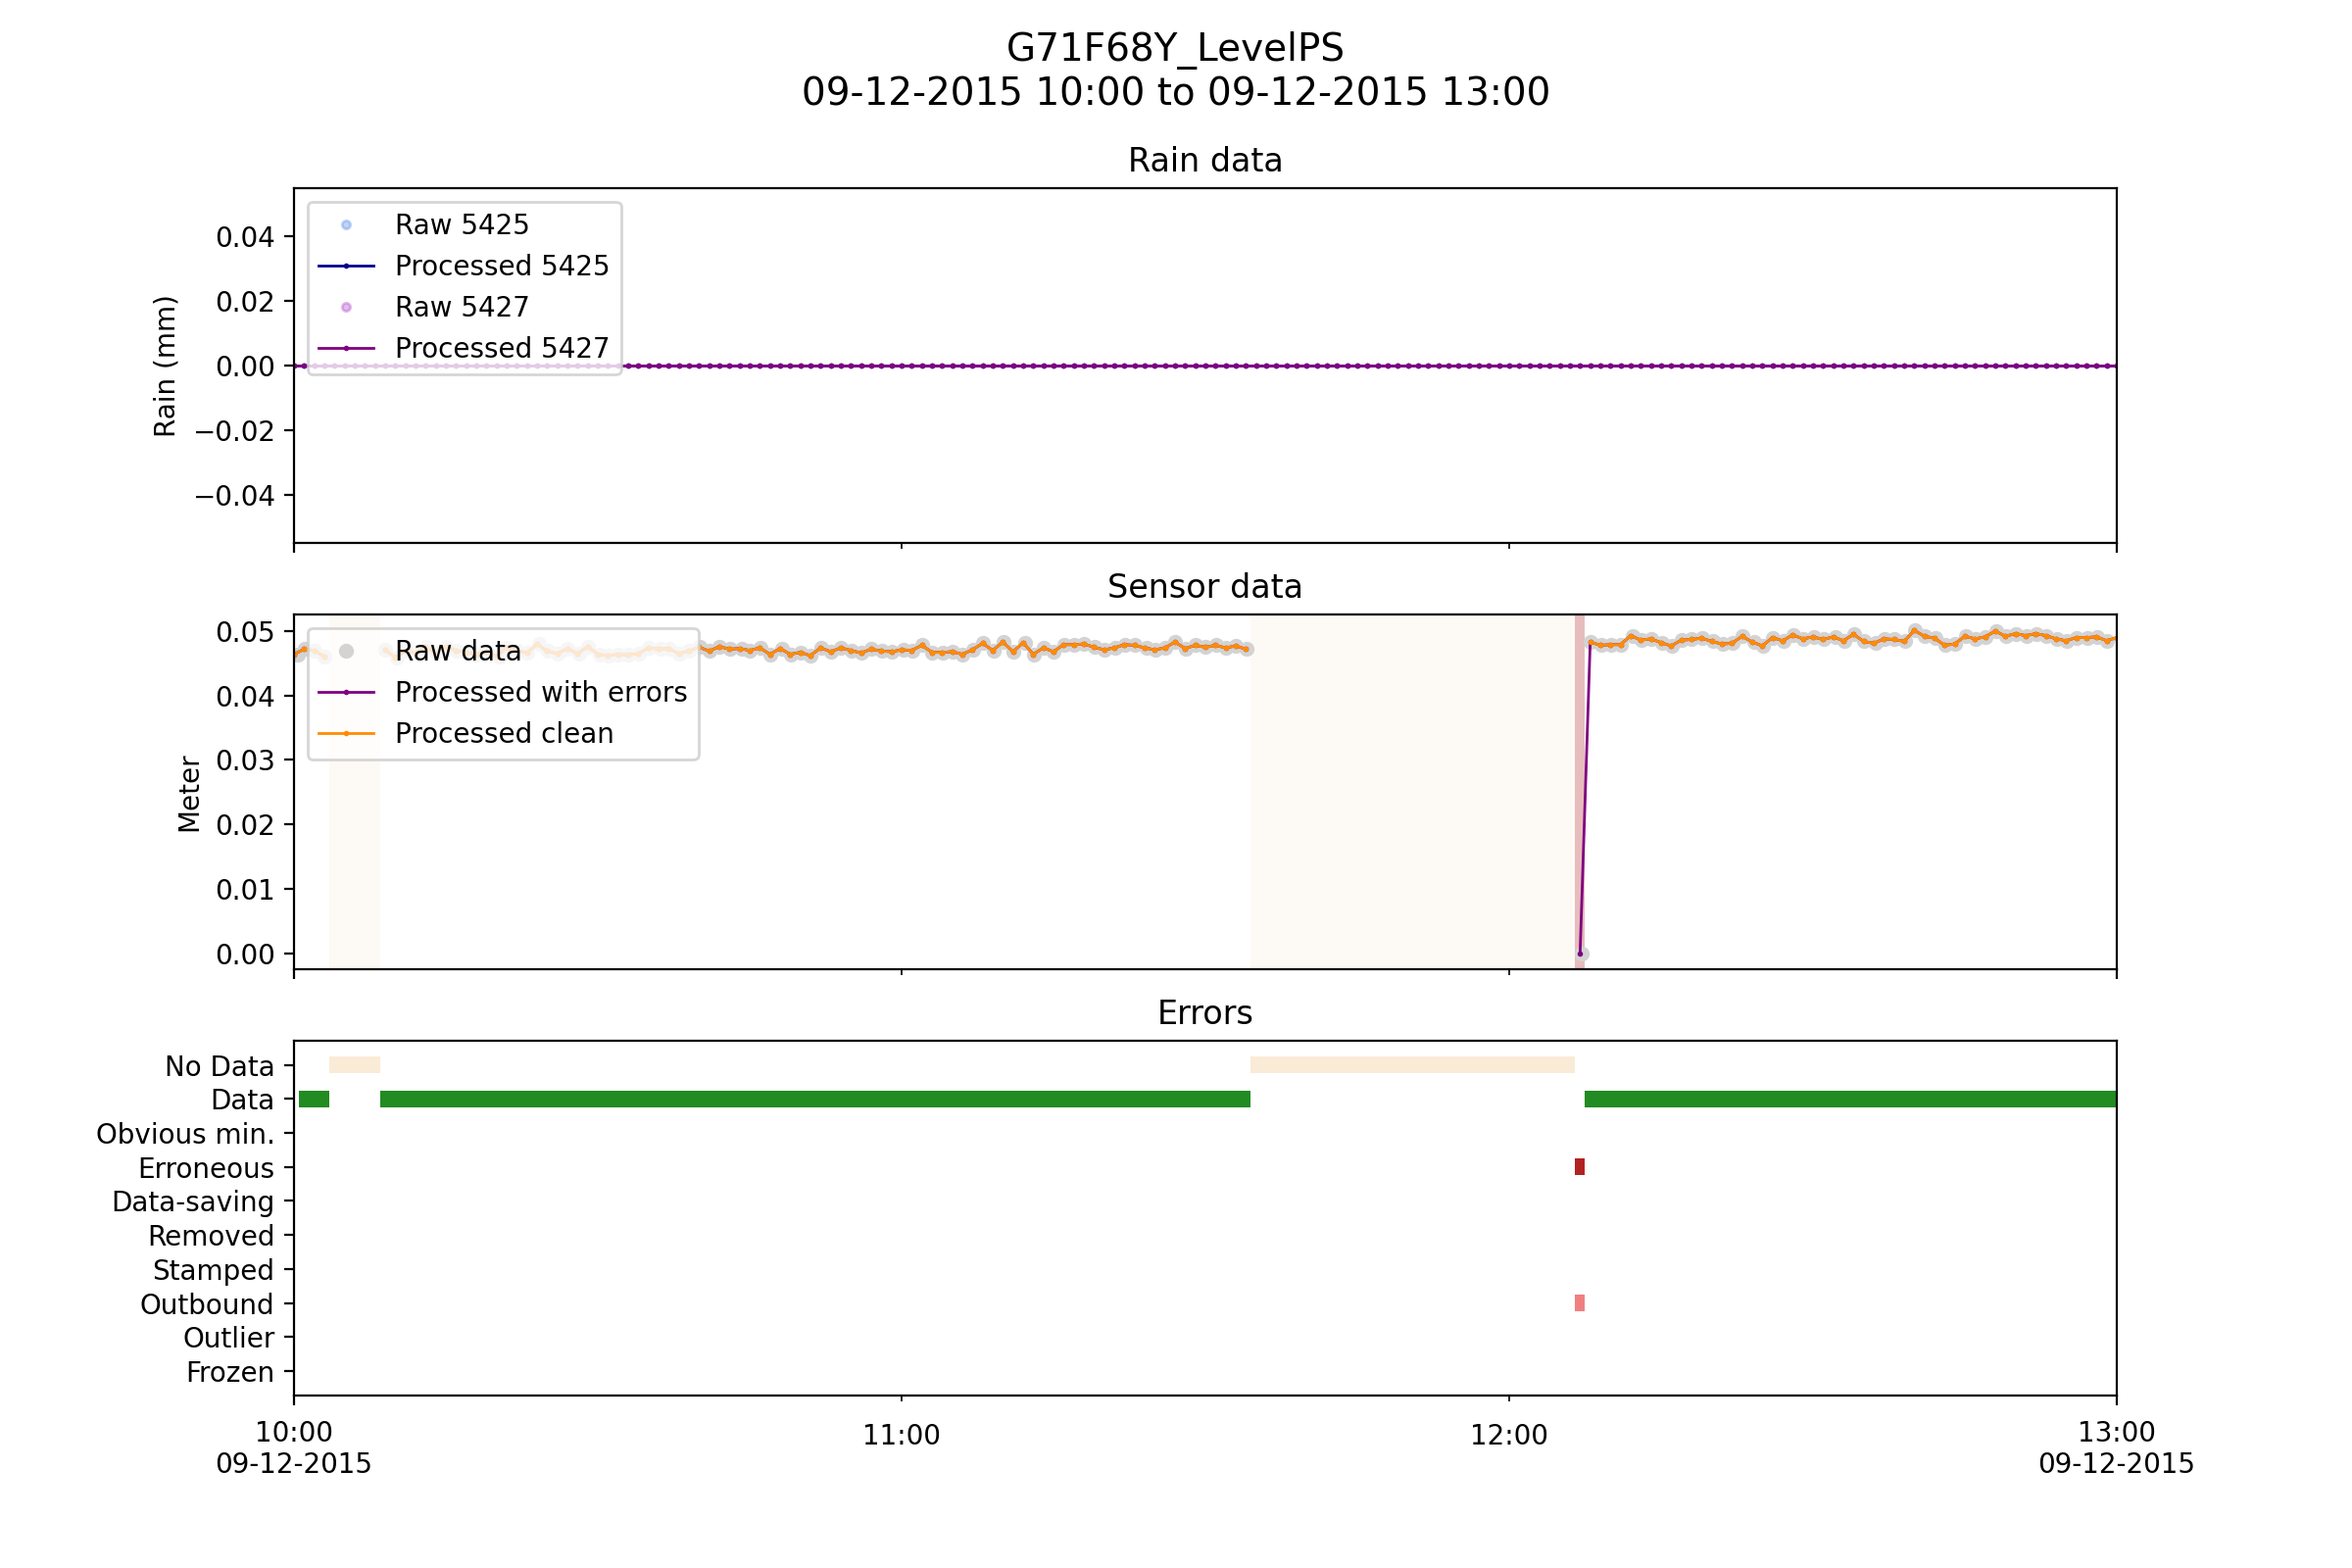 G71F68Y_LevelPS
09-12-2015 10:00 to 09-12-2015 13:00
Rain data
Raw 5425
Processed 5425
Raw 5427
Processed 5427
Rain (mm)
0.04
0.02
0.00
−0.02
−0.04
Sensor data
Raw data
Processed with errors
Processed clean
Meter
0.05
0.04
0.03
0.02
0.01
0.00
Errors
No Data
Data
Obvious min.
Erroneous
Data-saving
Removed
Stamped
Outbound
Outlier
Frozen
10:00
09-12-2015
11:00
12:00
13:00
09-12-2015